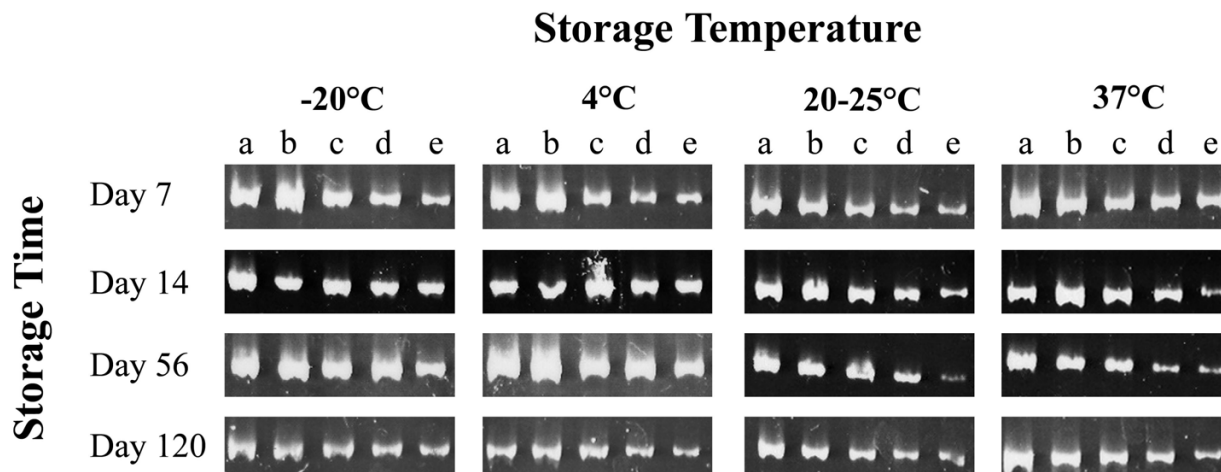 Storage Temperature
-20°C 4°C 20-25°C 37°C
a b c d e a b c d e a b c d e a b c d e
Storage Time
Day 7
Day 14
Day 56
Day 120